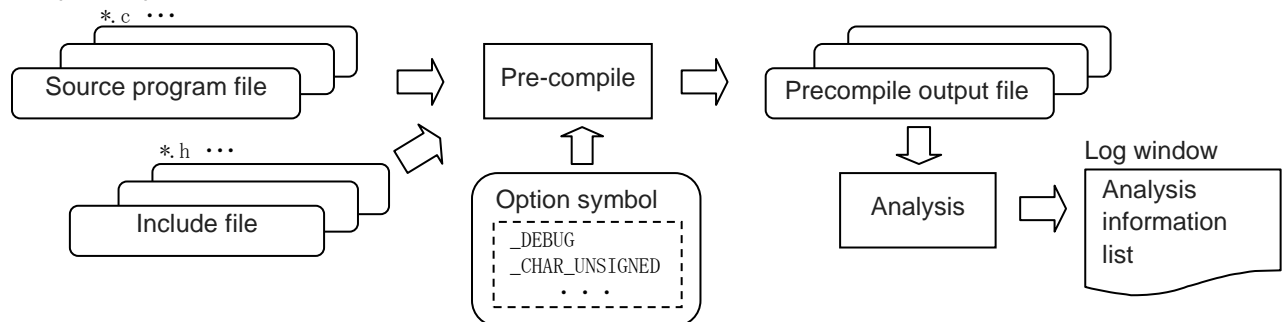 *.c ･･･
Source program file
*.h ･･･
Include file
Pre-compile
Option symbol
_DEBUG
_CHAR_UNSIGNED
・・・
Precompile output file
Analysis
Log window
Analysis
information
list